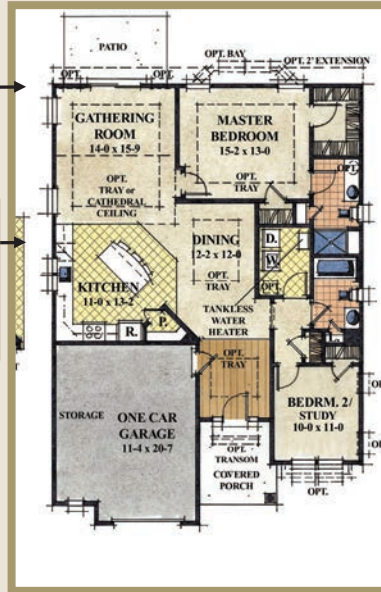 PATIO
OPT. BAY
OPT. 2' EXTENSION
OPT.
OPT.
GATHERING
ROOM
14-0 x 15-9
MASTER
BEDROOM
15-2 x 13-0
OPT.
TRAY
OPT.
OPT.
TRAY or
CATHEDRAL
CEILING
DINING
12-2 x 12-0
OPT.
TRAY
D.
W.
OPT.
KITCHEN
11-0 x 13-2
TANKLESS
WATER
HEATER
P.
R.
OPT.
TRAY
STORAGE
ONE CAR
GARAGE
11-4 x 20-7
BEDRM. 2/
STUDY
10-0 x 11-0
OPT.
TRANSOM
COVERED
PORCH
OPT.